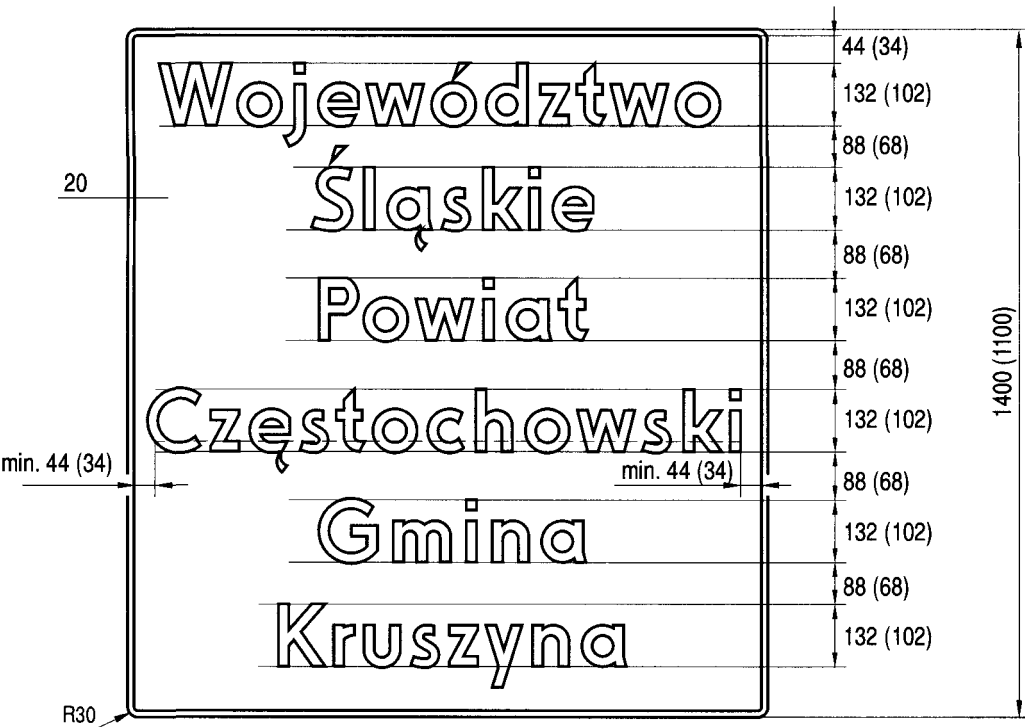 44 (34)
Województwo
132 (102)
88 (68)
20
Śląskie
132 (102)
88 (68)
Powiat
132 (102)
1400 (1100)
88 (68)
Częstochowski
132 (102)
min. 44 (34)
min. 44 (34)
88 (68)
Gmina
132 (102)
88 (68)
Kruszyna
132 (102)
R30